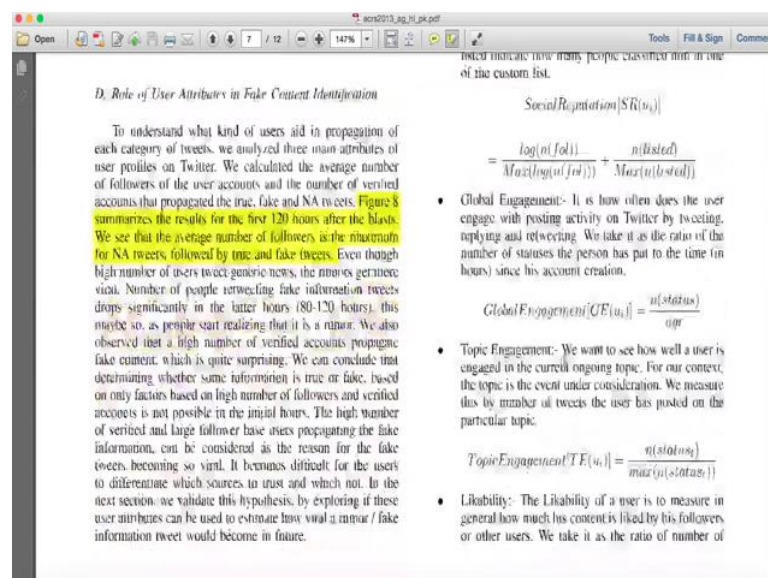 acrs2013_ag_hl_pk.pdf
Open
7 / 12
147%
Tools
Fill & Sign
Comme
D. Role of User Attributes in Fake Content Identification
To understand what kind of users aid in propagation of
each category of tweets, we analyzed three main attributes of
user profiles on Twitter. We calculated the average number
of followers of the user accounts and the number of verified
accounts that propagated the true, fake and NA tweets. Figure 8
summarizes the results for the first 120 hours after the blasts.
We see that the average number of followers is the maximum
for NA tweets, followed by true and fake tweets. Even though
high number of users tweet generic news, the rumors get more
viral. Number of people retweeting fake information tweets
drops significantly in the latter hours (80-120 hours), this
maybe so, as people start realizing that it is a rumor. We also
observed that a high number of verified accounts propagate
fake content, which is quite surprising. We can conclude that
determining whether some information is true or fake, based
on only factors based on high number of followers and verified
accounts is not possible in the initial hours. The high number
of verified and large follower base users propagating the fake
information, can be considered as the reason for the fake
tweets becoming so viral. It becomes difficult for the users
to differentiate which sources to trust and which not. In the
next section, we validate this hypothesis, by exploring if these
user attributes can be used to estimate how viral a rumor / fake
information tweet would become in future.
listed indicate how many people classified him in one
of the custom list.
SocialReputation[SR(u_i)]
= log(n(fol)) / Max(log(n(fol))) + n(listed) / Max(n(listed))
• Global Engagement:- It is how often does the user
engage with posting activity on Twitter by tweeting,
replying and retweeting. We take it as the ratio of the
number of statuses the person has put to the time (in
hours) since his account creation.
GlobalEngagement[GE(u_i)] = n(status) / age
• Topic Engagement:- We want to see how well a user is
engaged in the current ongoing topic. For our context,
the topic is the event under consideration. We measure
this by number of tweets the user has posted on the
particular topic.
TopicEngagement[TE(u_i)] = n(status_t) / max(n(status_t))
• Likability:- The Likability of a user is to measure in
general how much his content is liked by his followers
or other users. We take it as the ratio of number of